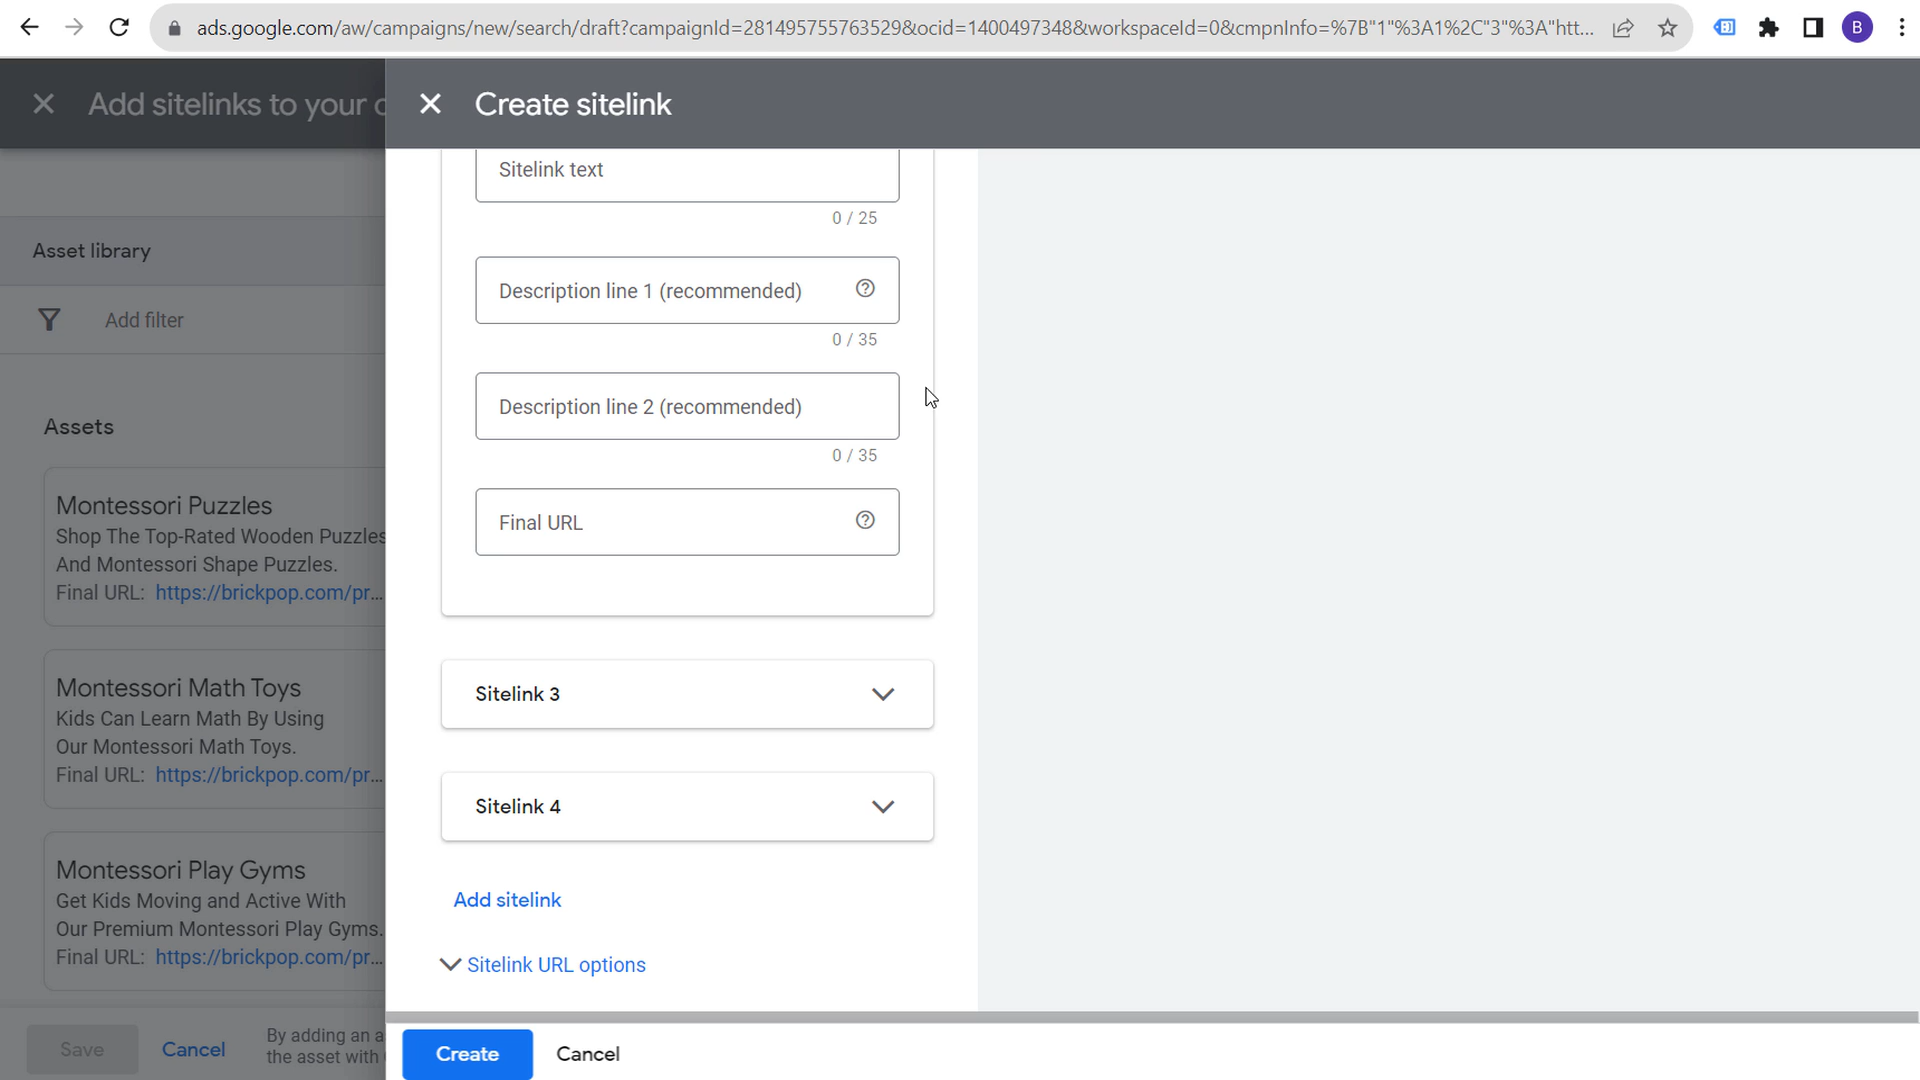 ads.google.com/aw/campaigns/new/search/draft?campaignId=281495755763529&ocid=1400497348&workspaceId=0&cmpnInfo=%7B"1"%3A1%2C"3"%3A"htt...
B
Add sitelinks to your c
Create sitelink
Asset library
Add filter
Assets
Montessori Puzzles
Shop The Top-Rated Wooden Puzzles
And Montessori Shape Puzzles.
Final URL: https://brickpop.com/pr...
Montessori Math Toys
Kids Can Learn Math By Using
Our Montessori Math Toys.
Final URL: https://brickpop.com/pr...
Montessori Play Gyms
Get Kids Moving and Active With
Our Premium Montessori Play Gyms.
Final URL: https://brickpop.com/pr...
Save
Cancel
By adding an a
the asset with
Sitelink text
0 / 25
Description line 1 (recommended)
0 / 35
Description line 2 (recommended)
0 / 35
Final URL
Sitelink 3
Sitelink 4
Add sitelink
Sitelink URL options
Create
Cancel